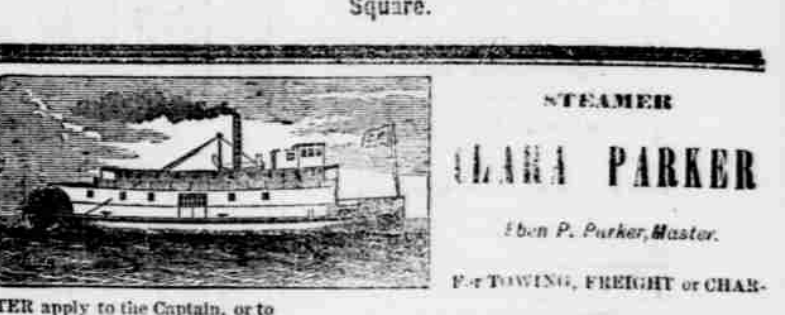 Square.
STEAMER
CLARA PARKER
Eben P. Parker, Master.
For TOWING, FREIGHT or CHAR-
TER apply to the Captain, or to